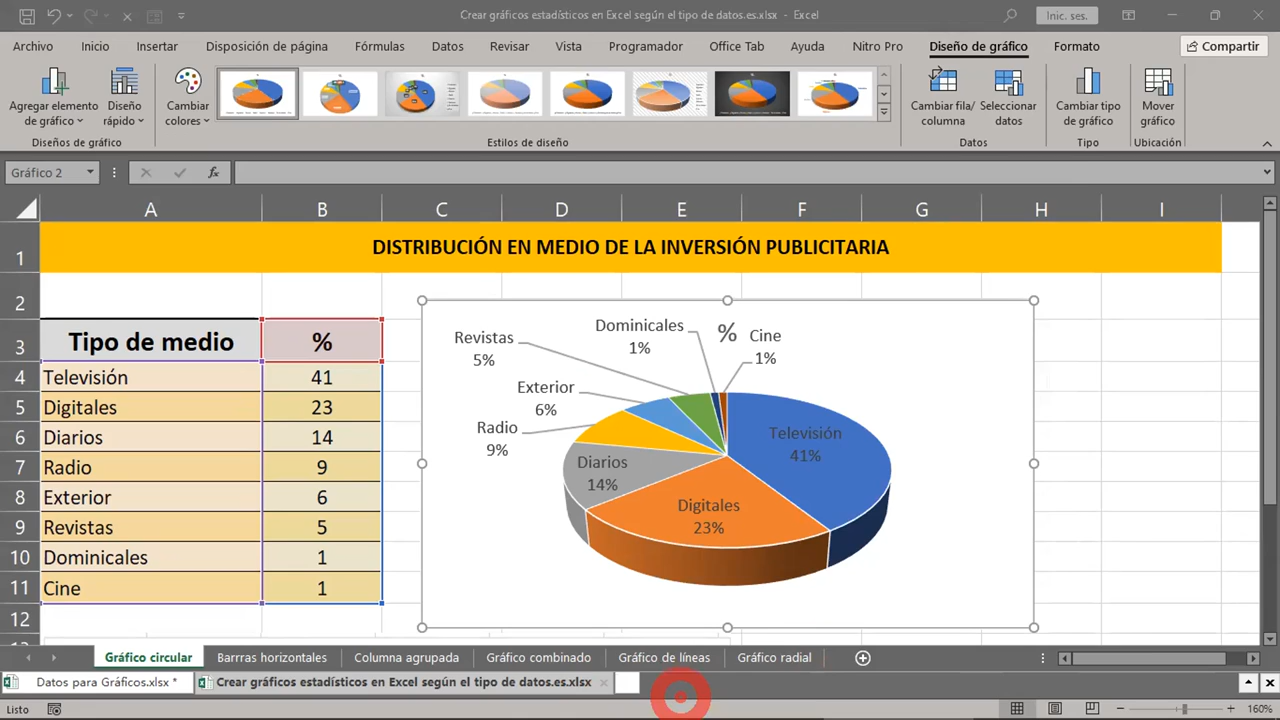 Crear gráficos estadísticos en Excel según el tipo de datos.es.xlsx - Excel
Inic. ses.
Archivo Inicio Insertar Disposición de página Fórmulas Datos Revisar Vista Programador Office Tab Ayuda Nitro Pro Diseño de gráfico Formato Compartir
Agregar elemento de gráfico
Diseño rápido
Cambiar colores
Cambiar fila/ columna
Seleccionar datos
Cambiar tipo de gráfico
Mover gráfico
Diseños de gráfico Estilos de diseño Datos Tipo Ubicación
Gráfico 2 fx
A B C D E F G H I
1 DISTRIBUCIÓN EN MEDIO DE LA INVERSIÓN PUBLICITARIA
2
3 Tipo de medio %
4 Televisión 41
5 Digitales 23
6 Diarios 14
7 Radio 9
8 Exterior 6
9 Revistas 5
10 Dominicales 1
11 Cine 1
12
%
Revistas
5%
Dominicales
1%
Cine
1%
Exterior
6%
Radio
9%
Diarios
14%
Televisión
41%
Digitales
23%
Gráfico circular Barrras horizontales Columna agrupada Gráfico combinado Gráfico de líneas Gráfico radial
Datos para Gráficos.xlsx * Crear gráficos estadísticos en Excel según el tipo de datos.es.xlsx
Listo 160%